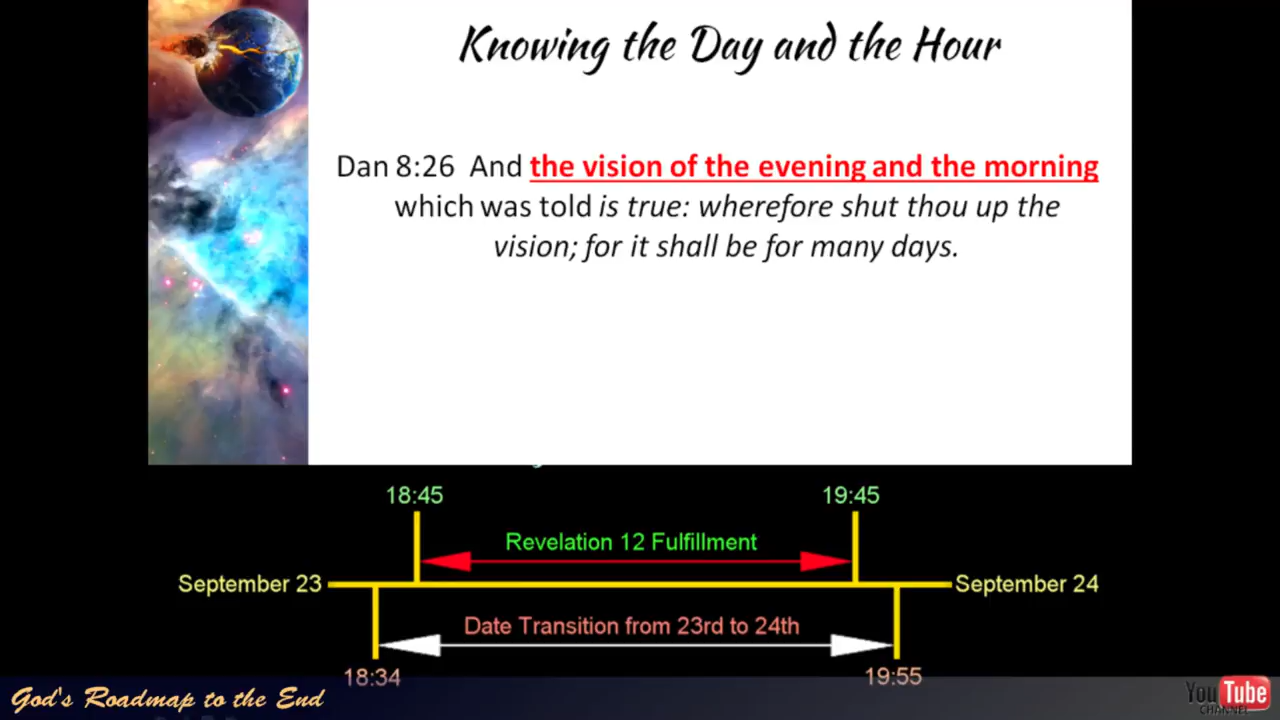 Knowing the Day and the Hour
Dan 8:26 And the vision of the evening and the morning
which was told is true: wherefore shut thou up the
vision; for it shall be for many days.
18:45 19:45
Revelation 12 Fulfillment
September 23 September 24
Date Transition from 23rd to 24th
18:34 19:55
God's Roadmap to the End
YouTube
CHANNEL